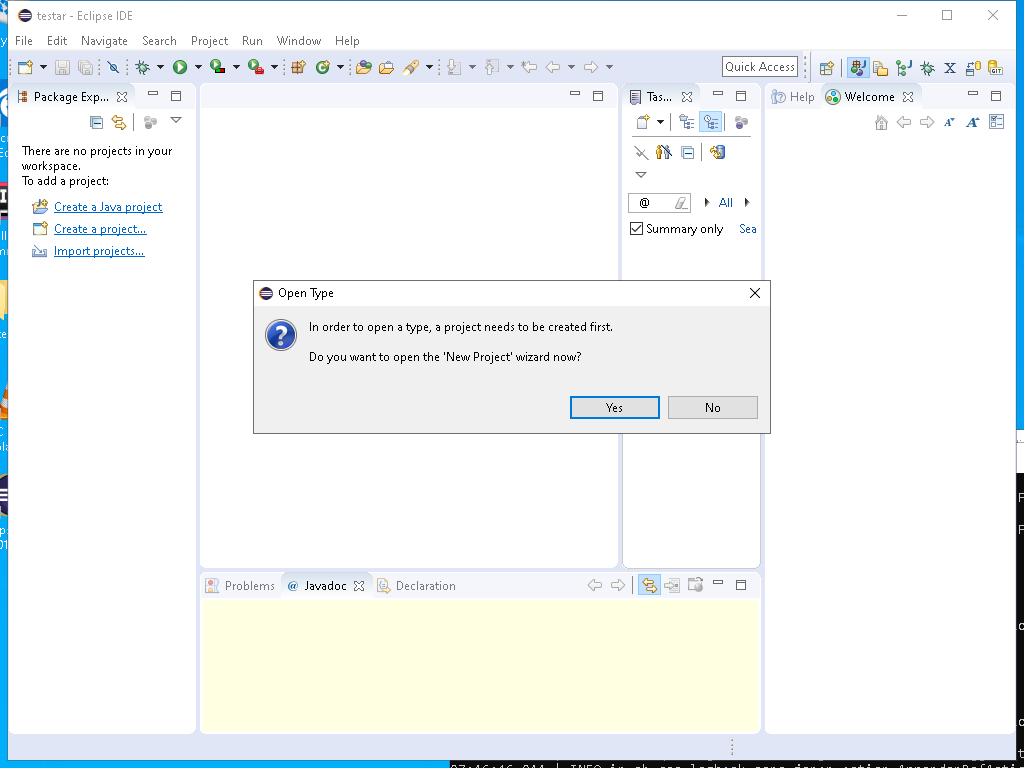 testar - Eclipse IDE
File Edit Navigate Search Project Run Window Help
Quick Access
Package Exp...
Tas...
Help
Welcome
There are no projects in your
workspace.
To add a project:
Create a Java project
Create a project...
Import projects...
@
All
Summary only
Sea
Open Type
In order to open a type, a project needs to be created first.
Do you want to open the 'New Project' wizard now?
Yes
No
Problems
@ Javadoc
Declaration